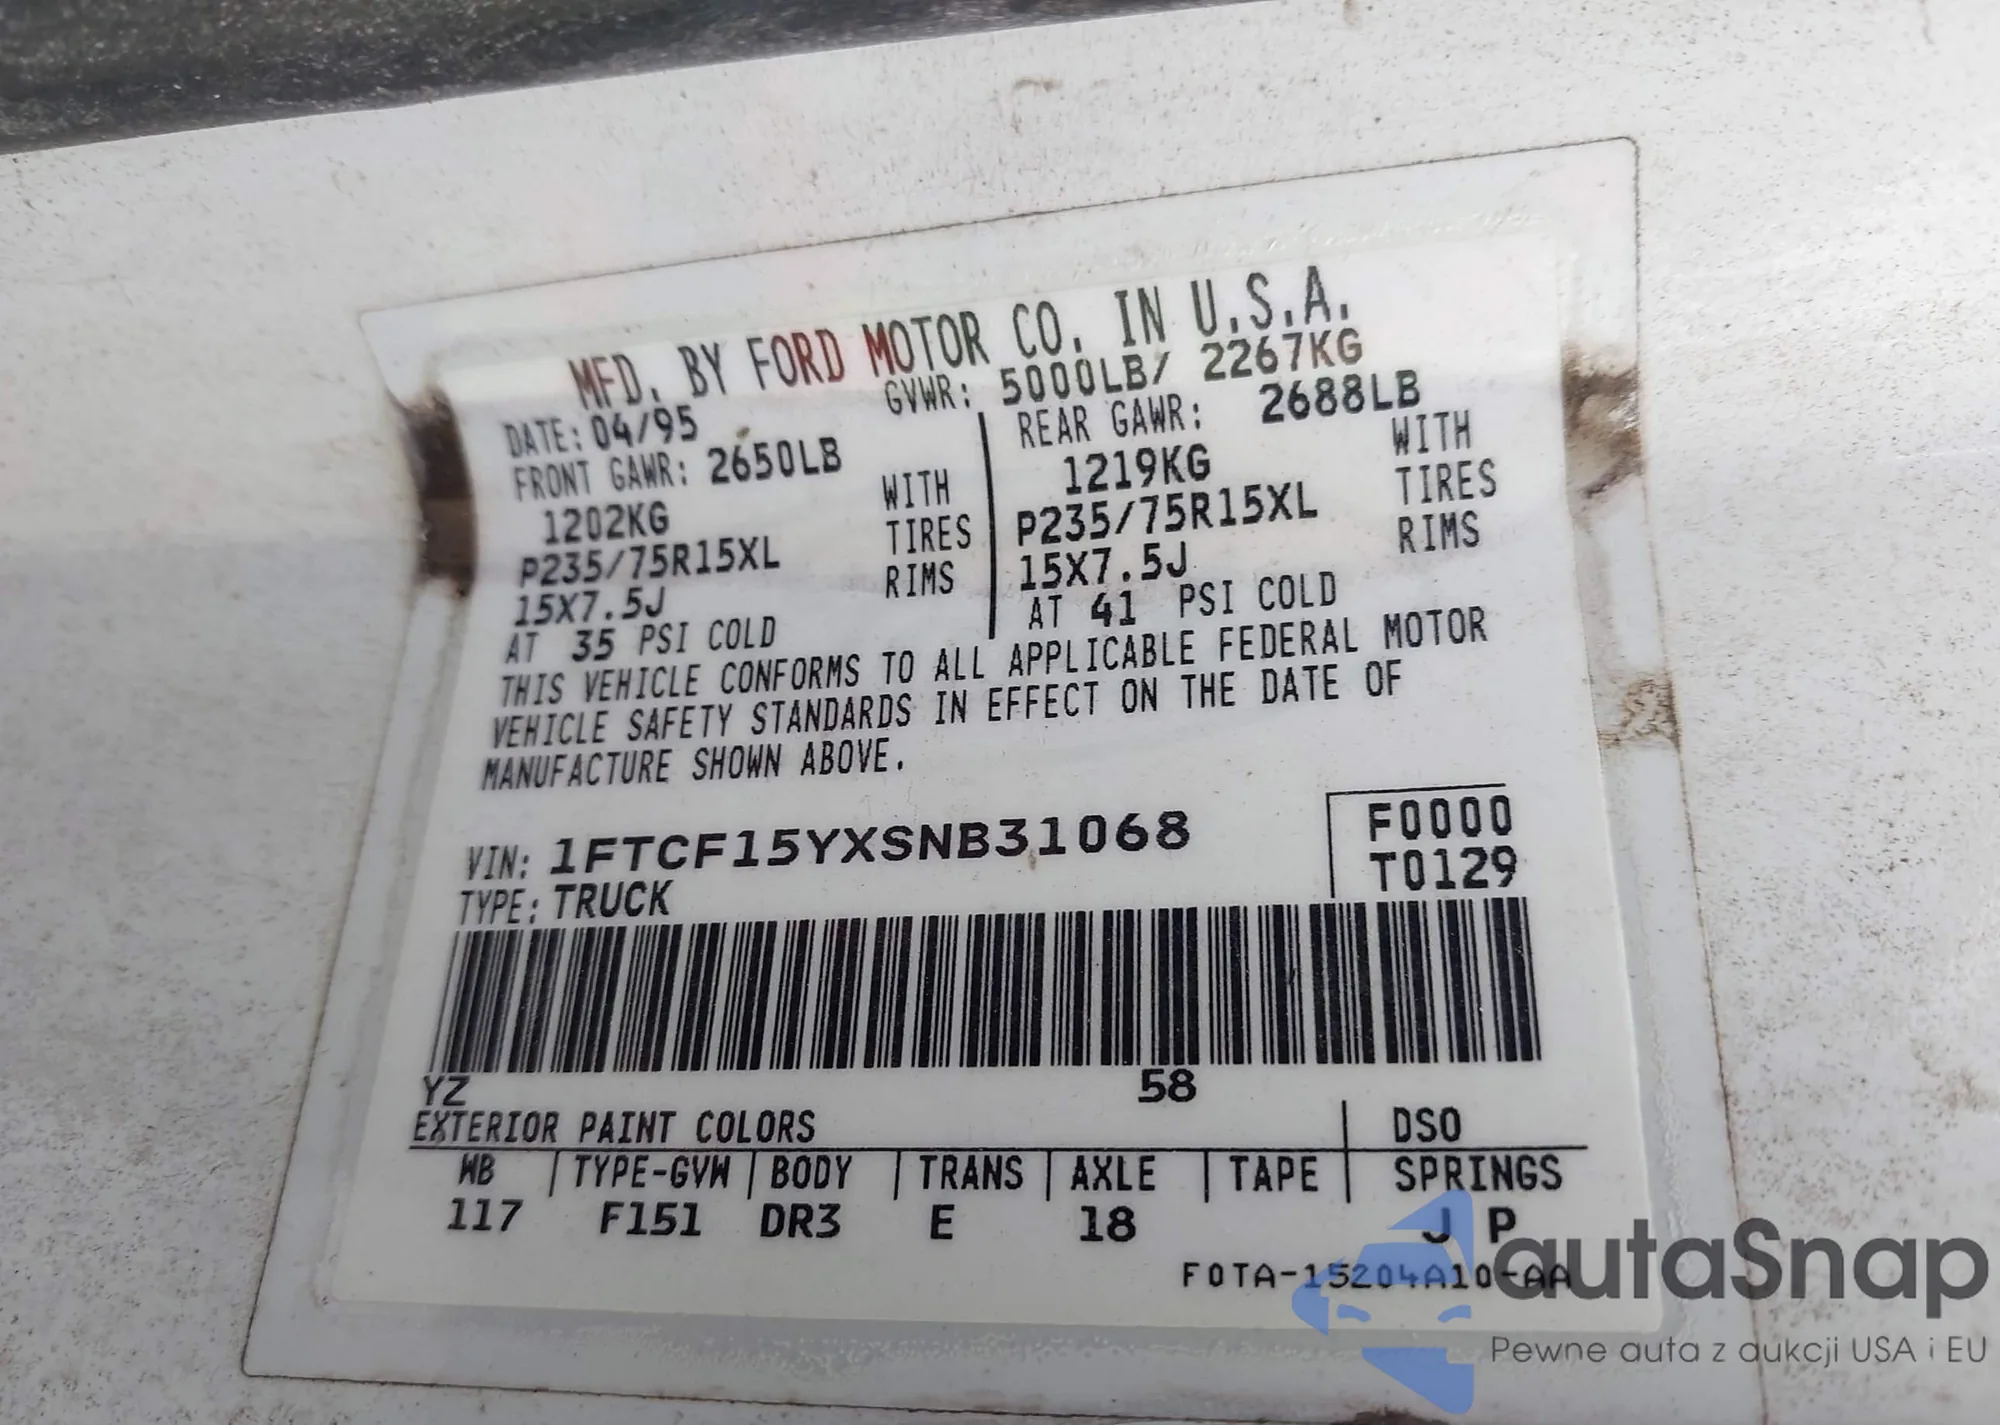 MFD. BY FORD MOTOR CO. IN U.S.A.
DATE: 04/95 GVWR: 5000LB/ 2267KG
FRONT GAWR: 2650LB REAR GAWR: 2688LB
1202KG WITH 1219KG WITH
P235/75R15XL TIRES P235/75R15XL TIRES
15X7.5J RIMS 15X7.5J RIMS
AT 35 PSI COLD AT 41 PSI COLD
THIS VEHICLE CONFORMS TO ALL APPLICABLE FEDERAL MOTOR
VEHICLE SAFETY STANDARDS IN EFFECT ON THE DATE OF
MANUFACTURE SHOWN ABOVE.
VIN: 1FTCF15YXSNB31068 F0000
TYPE: TRUCK T0129
YZ 58
EXTERIOR PAINT COLORS DSO
WB TYPE-GVW BODY TRANS AXLE TAPE SPRINGS
117 F151 DR3 E 18 J P
F0TA-15204A10-AA
autaSnap
Pewne auta z aukcji USA i EU